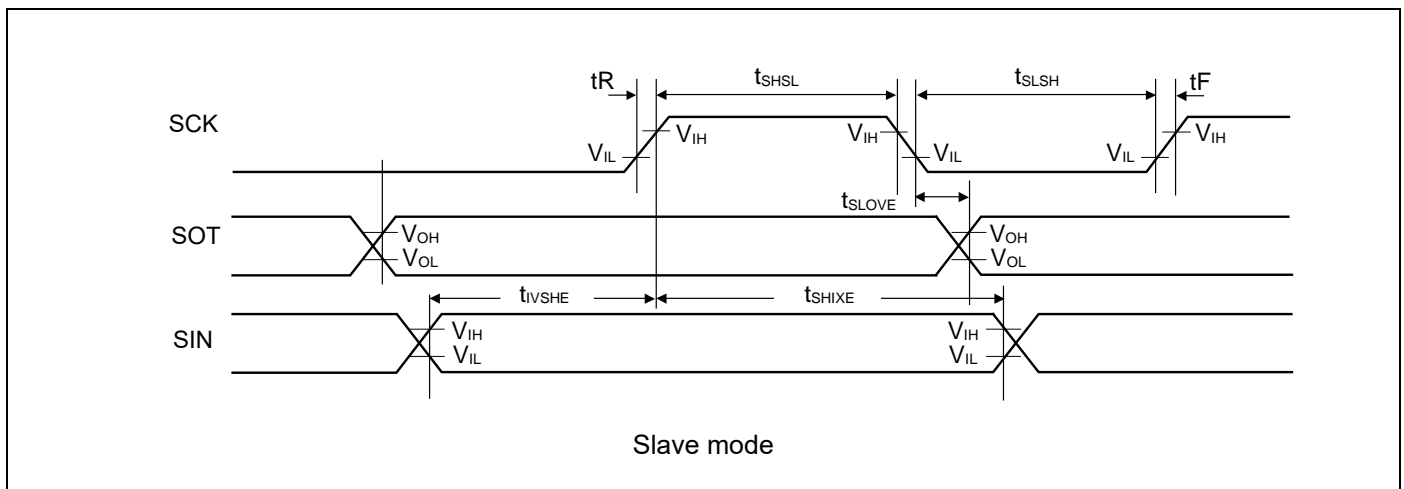 tR tSHSL tSLSH tF
SCK VIH VIH VIH
VIL VIL VIL
tSLOVE
SOT VOH VOH
VOL VOL
tIVSHE tSHIXE
SIN VIH VIH
VIL VIL
Slave mode